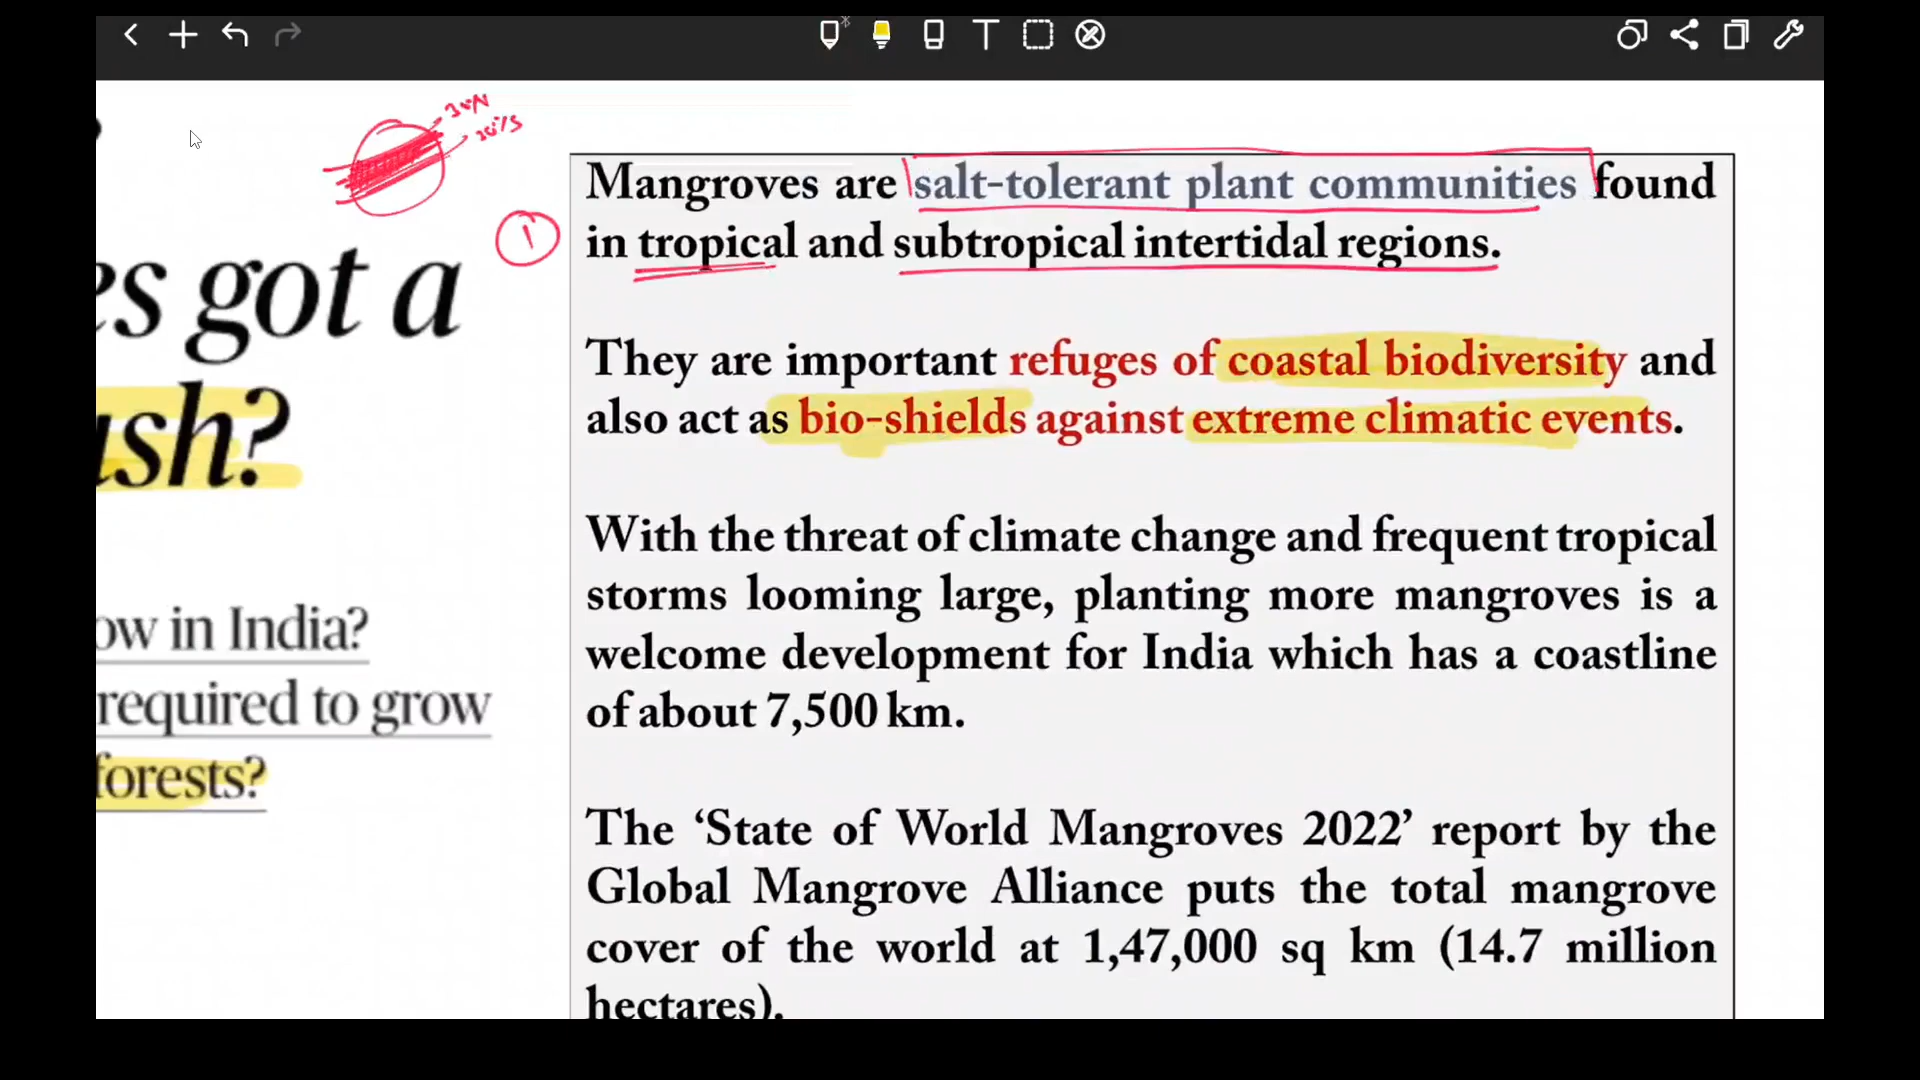 30°N
es got a
ush?
ow in India?
required to grow
forests?
1
Mangroves are salt-tolerant plant communities found
in tropical and subtropical intertidal regions.
They are important refuges of coastal biodiversity and
also act as bio-shields against extreme climatic events.
With the threat of climate change and frequent tropical
storms looming large, planting more mangroves is a
welcome development for India which has a coastline
of about 7,500 km.
The ‘State of World Mangroves 2022’ report by the
Global Mangrove Alliance puts the total mangrove
cover of the world at 1,47,000 sq km (14.7 million
hectares).